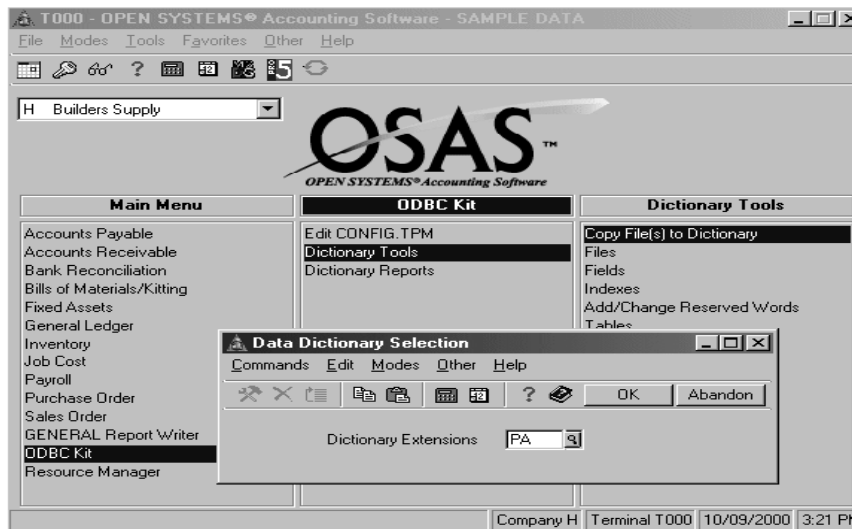 T000 - OPEN SYSTEMS® Accounting Software - SAMPLE DATA
File Modes Tools Favorites Other Help
H Builders Supply
OSAS™
OPEN SYSTEMS® Accounting Software
Main Menu
ODBC Kit
Dictionary Tools
Accounts Payable
Accounts Receivable
Bank Reconciliation
Bills of Materials/Kitting
Fixed Assets
General Ledger
Inventory
Job Cost
Payroll
Purchase Order
Sales Order
GENERAL Report Writer
ODBC Kit
Resource Manager
Edit CONFIG.TPM
Dictionary Tools
Dictionary Reports
Copy File(s) to Dictionary
Files
Fields
Indexes
Add/Change Reserved Words
Tables
Data Dictionary Selection
Commands Edit Modes Other Help
OK Abandon
Dictionary Extensions PA
Company H Terminal T000 10/09/2000 3:21 PM